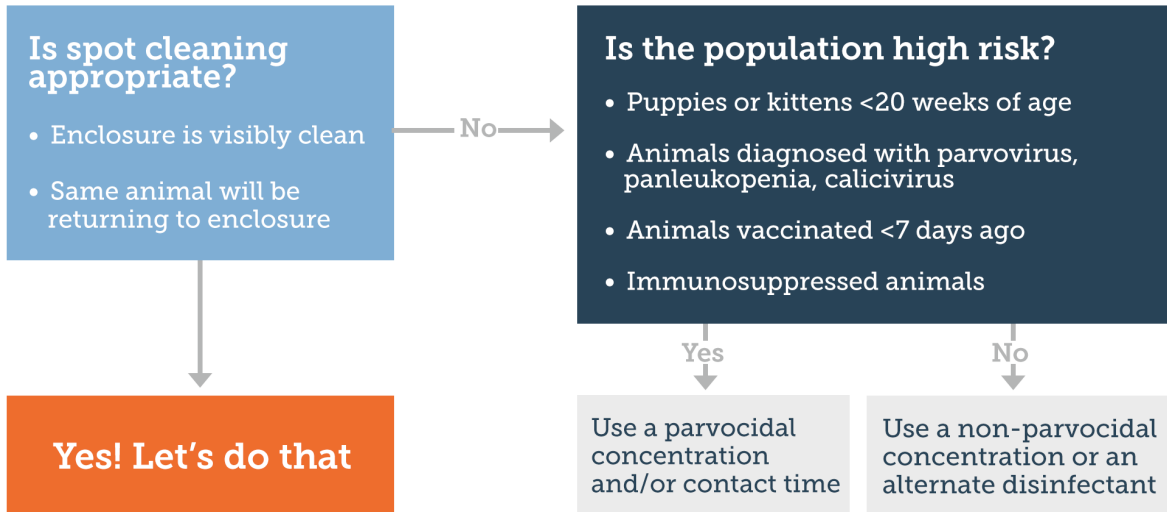 Is spot cleaning
appropriate?
• Enclosure is visibly clean
• Same animal will be
returning to enclosure
No
Is the population high risk?
• Puppies or kittens <20 weeks of age
• Animals diagnosed with parvovirus,
panleukopenia, calicivirus
• Animals vaccinated <7 days ago
• Immunosuppressed animals
Yes
No
Yes! Let's do that
Use a parvocidal
concentration
and/or contact time
Use a non-parvocidal
concentration or an
alternate disinfectant